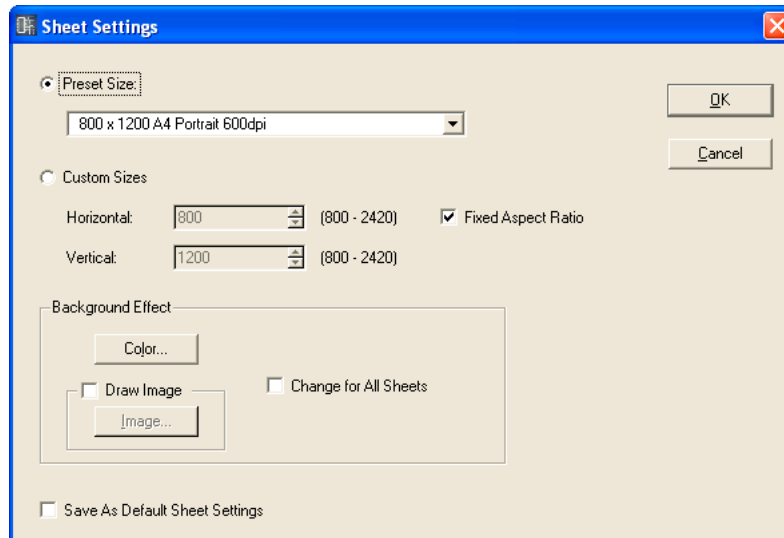 Sheet Settings
Preset Size:
800 x 1200 A4 Portrait 600dpi
OK
Cancel
Custom Sizes
Horizontal: 800 (800 - 2420) Fixed Aspect Ratio
Vertical: 1200 (800 - 2420)
Background Effect
Color...
Draw Image
Change for All Sheets
Image...
Save As Default Sheet Settings